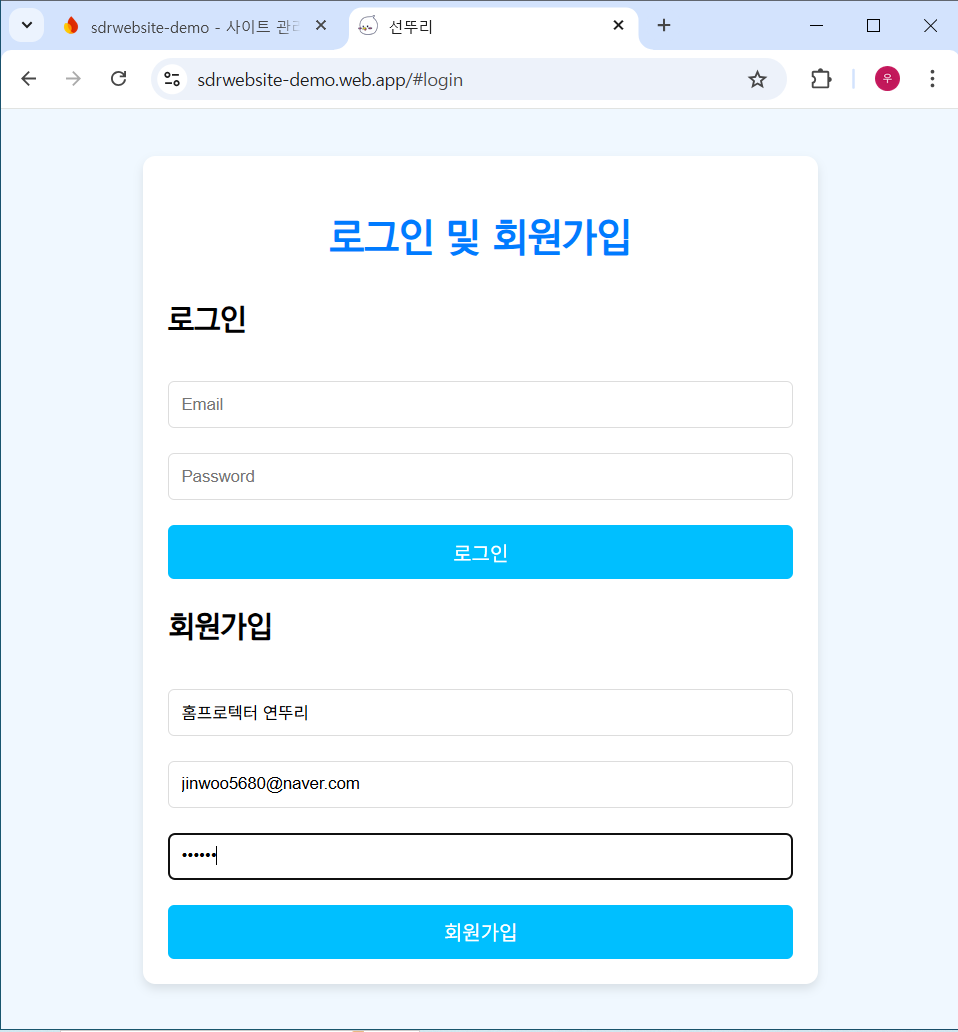 sdrwebsite-demo - 사이트 관리
선뚜리
sdrwebsite-demo.web.app/#login
우
로그인 및 회원가입
로그인
Email
Password
로그인
회원가입
홈프로텍터 연뚜리
jinwoo5680@naver.com
••••••
회원가입